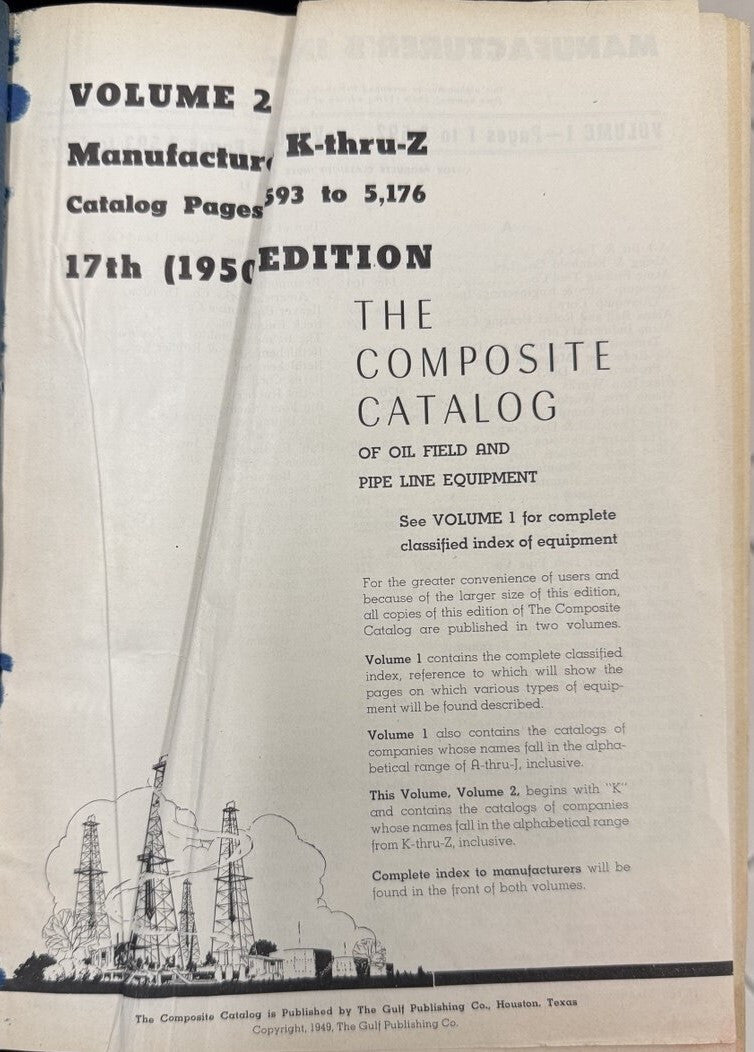 VOLUME 2
Manufactur K-thru-Z
Catalog Pages 593 to 5,176
17th (1950 EDITION
THE
COMPOSITE
CATALOG
OF OIL FIELD AND
PIPE LINE EQUIPMENT
See VOLUME 1 for complete
classified index of equipment
For the greater convenience of users and
because of the larger size of this edition,
all copies of this edition of The Composite
Catalog are published in two volumes.
Volume 1 contains the complete classified
index, reference to which will show the
pages on which various types of equip-
ment will be found described.
Volume 1 also contains the catalogs of
companies whose names fall in the alpha-
betical range of A-thru-J, inclusive.
This Volume, Volume 2, begins with "K"
and contains the catalogs of companies
whose names fall in the alphabetical range
from K-thru-Z, inclusive.
Complete index to manufacturers will be
found in the front of both volumes.
The Composite Catalog is Published by The Gulf Publishing Co., Houston, Texas
Copyright, 1949, The Gulf Publishing Co.